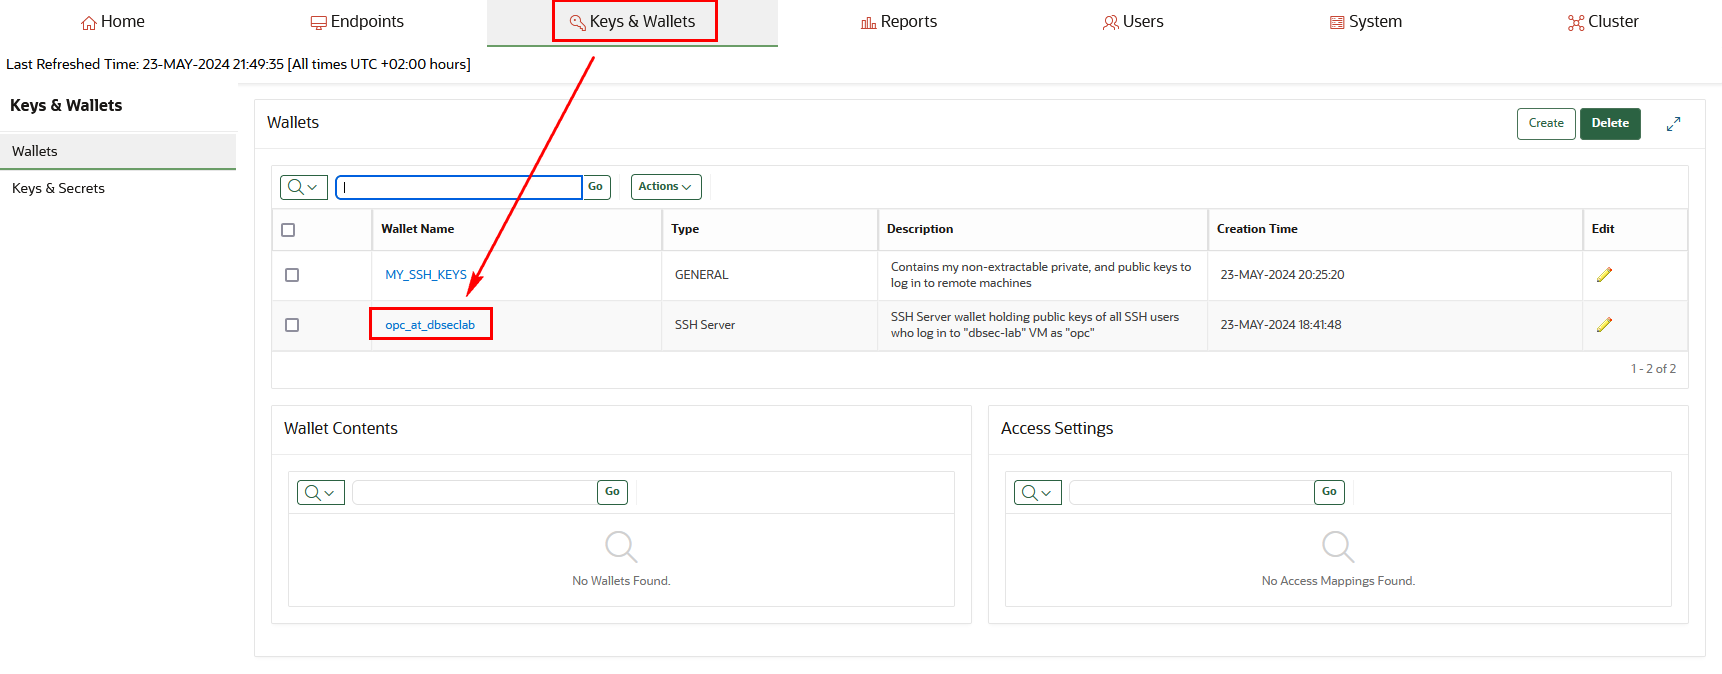 Home
Endpoints
Keys & Wallets
Reports
Users
System
Cluster
Last Refreshed Time: 23-MAY-2024 21:49:35 [All times UTC +02:00 hours]
Keys & Wallets
Wallets
Keys & Secrets
Wallets
Create
Delete
Go
Actions
Wallet Name
Type
Description
Creation Time
Edit
MY_SSH_KEYS
GENERAL
Contains my non-extractable private, and public keys to
log in to remote machines
23-MAY-2024 20:25:20
opc_at_dbseclab
SSH Server
SSH Server wallet holding public keys of all SSH users
who log in to "dbsec-lab" VM as "opc"
23-MAY-2024 18:41:48
1 - 2 of 2
Wallet Contents
Go
No Wallets Found.
Access Settings
Go
No Access Mappings Found.